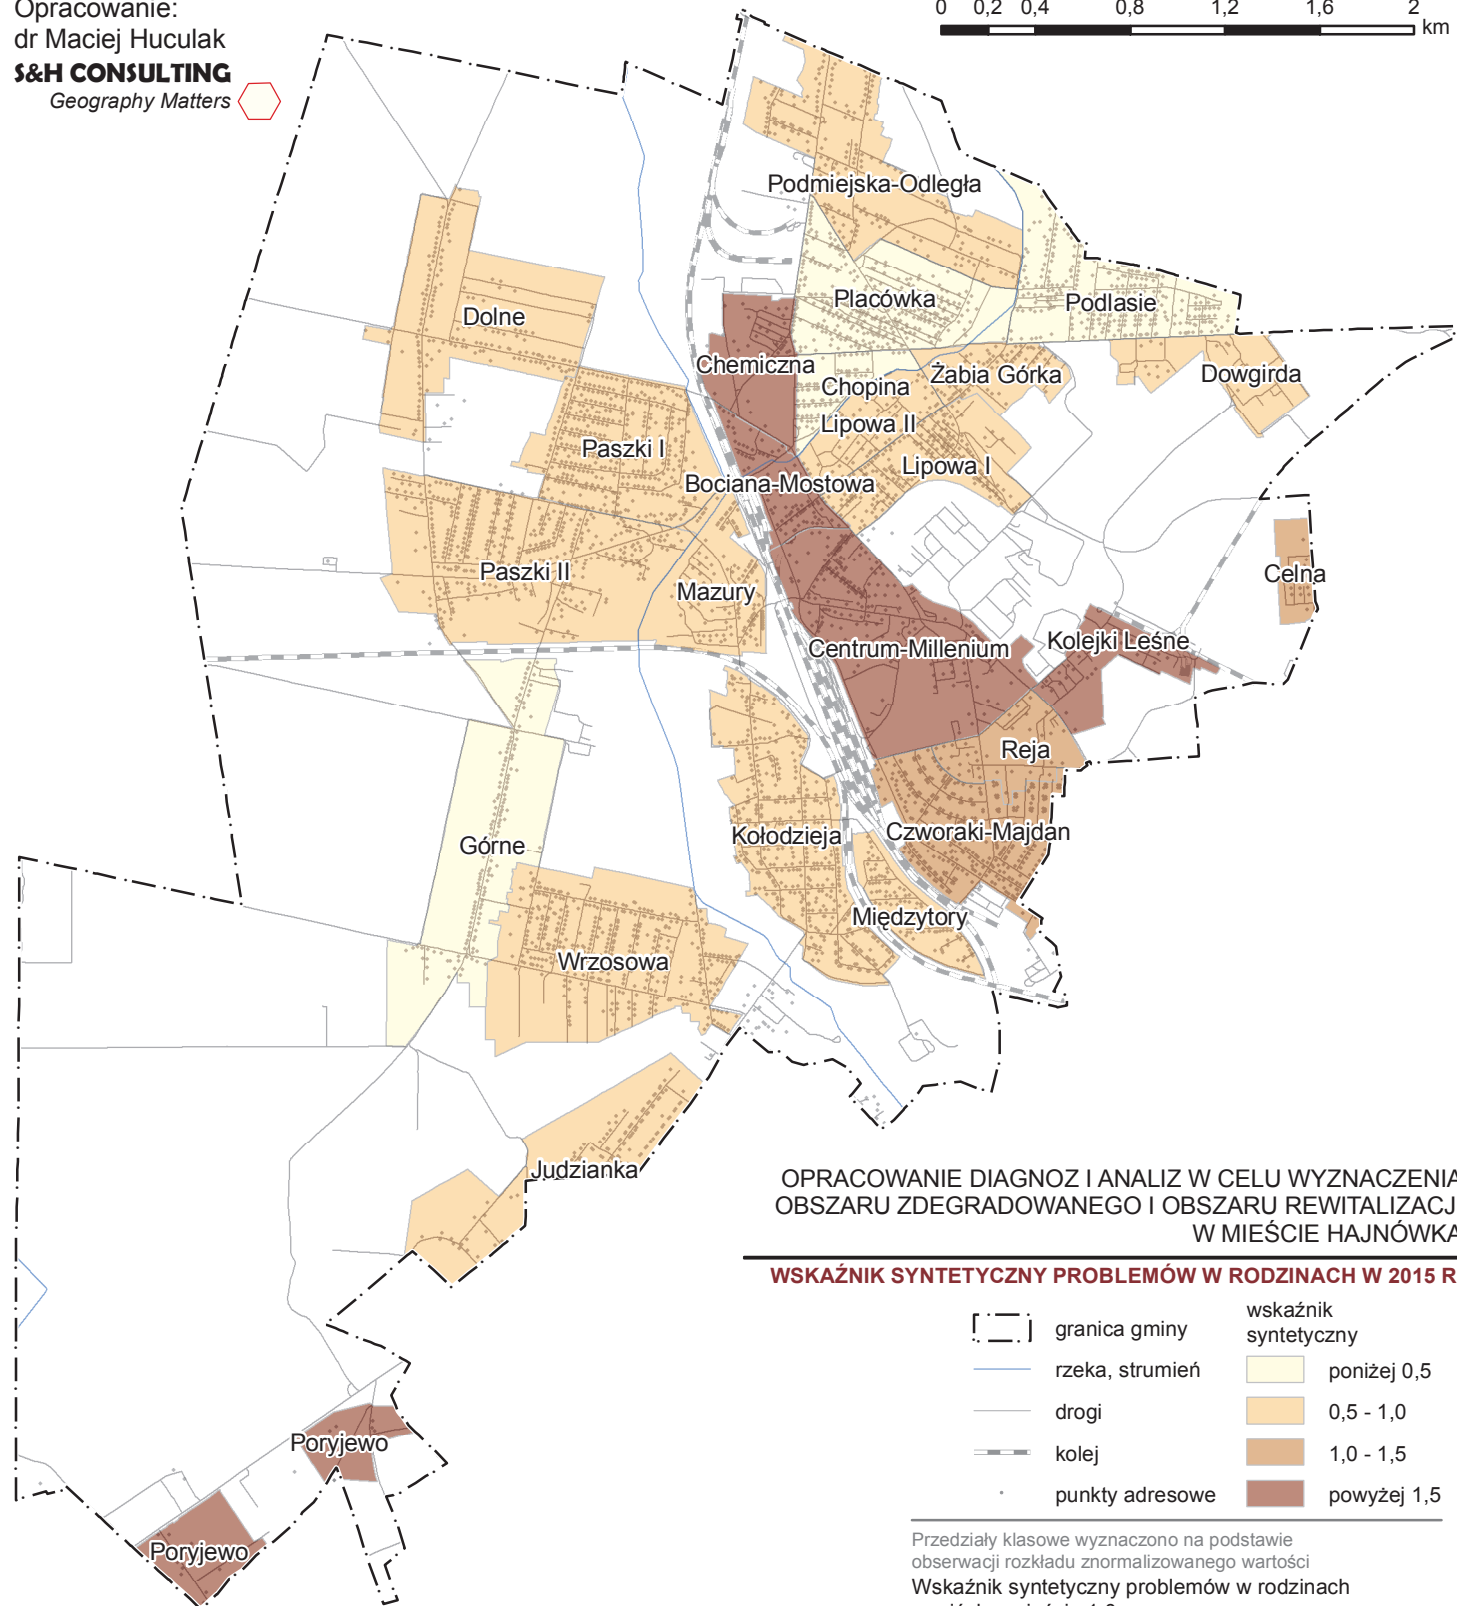 Opracowanie:
dr Maciej Huculak
S&H CONSULTING
Geography Matters
0 0,2 0,4 0,8 1,2 1,6 2
km
Podmiejska-Odległa
Placówka
Podlasie
Dolne
Chemiczna
Chopina
Żabia Górka
Dowgirda
Lipowa II
Paszki I
Lipowa I
Bociana-Mostowa
Paszki II
Mazury
Celna
Centrum-Millenium
Kolejki Leśne
Reja
Górne
Kołodzieja
Czworaki-Majdan
Międzytory
Wrzosowa
Judzianka
Poryjewo
Poryjewo
OPRACOWANIE DIAGNOZ I ANALIZ W CELU WYZNACZENIA
OBSZARU ZDEGRADOWANEGO I OBSZARU REWITALIZACJI
W MIEŚCIE HAJNÓWKA
WSKAŹNIK SYNTETYCZNY PROBLEMÓW W RODZINACH W 2015 R
granica gminy
rzeka, strumień
drogi
kolej
punkty adresowe
wskaźnik
syntetyczny
poniżej 0,5
0,5 - 1,0
1,0 - 1,5
powyżej 1,5
Przedziały klasowe wyznaczono na podstawie
obserwacji rozkładu znormalizowanego wartości
Wskaźnik syntetyczny problemów w rodzinach